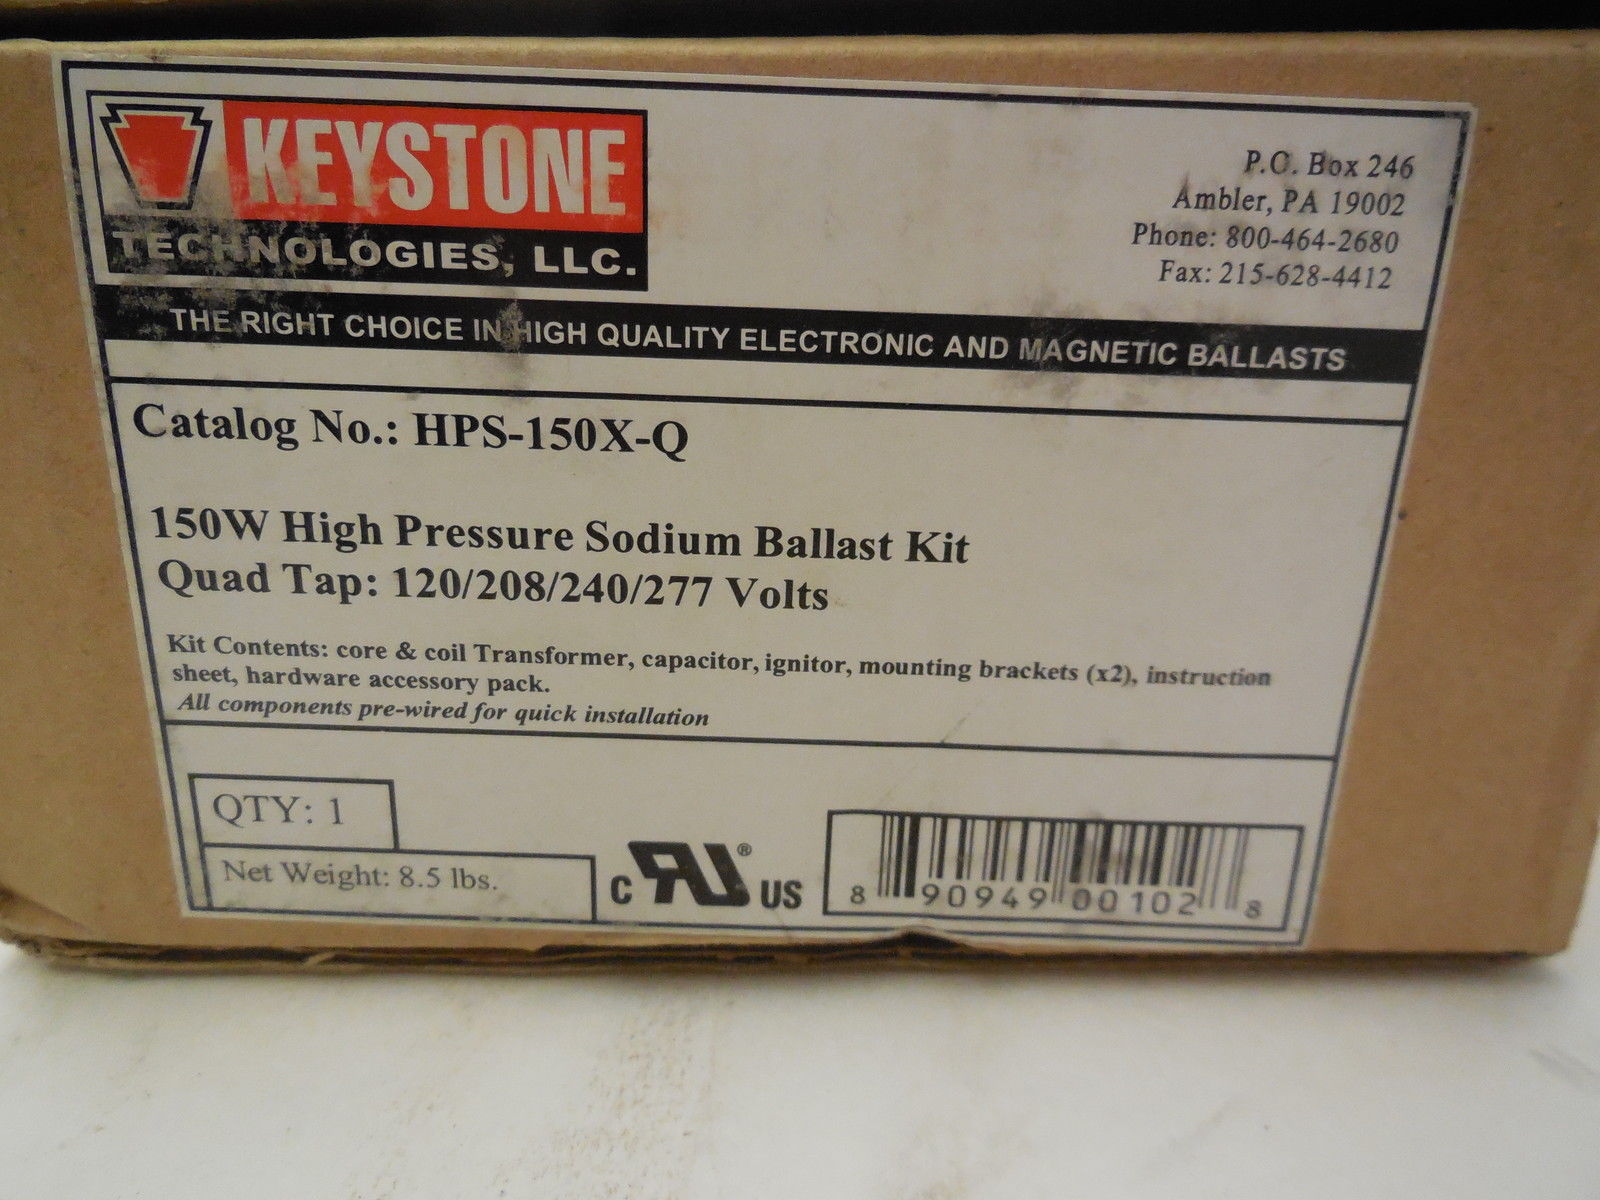 KEYSTONE
TECHNOLOGIES, LLC.
P.O. Box 246
Ambler, PA 19002
Phone: 800-464-2680
Fax: 215-628-4412
THE RIGHT CHOICE IN HIGH QUALITY ELECTRONIC AND MAGNETIC BALLASTS
Catalog No.: HPS-150X-Q
150W High Pressure Sodium Ballast Kit
Quad Tap: 120/208/240/277 Volts
Kit Contents: core & coil Transformer, capacitor, ignitor, mounting brackets (x2), instruction
sheet, hardware accessory pack.
All components pre-wired for quick installation
QTY: 1
Net Weight: 8.5 lbs.
C RU® US
8 90949 00102 8